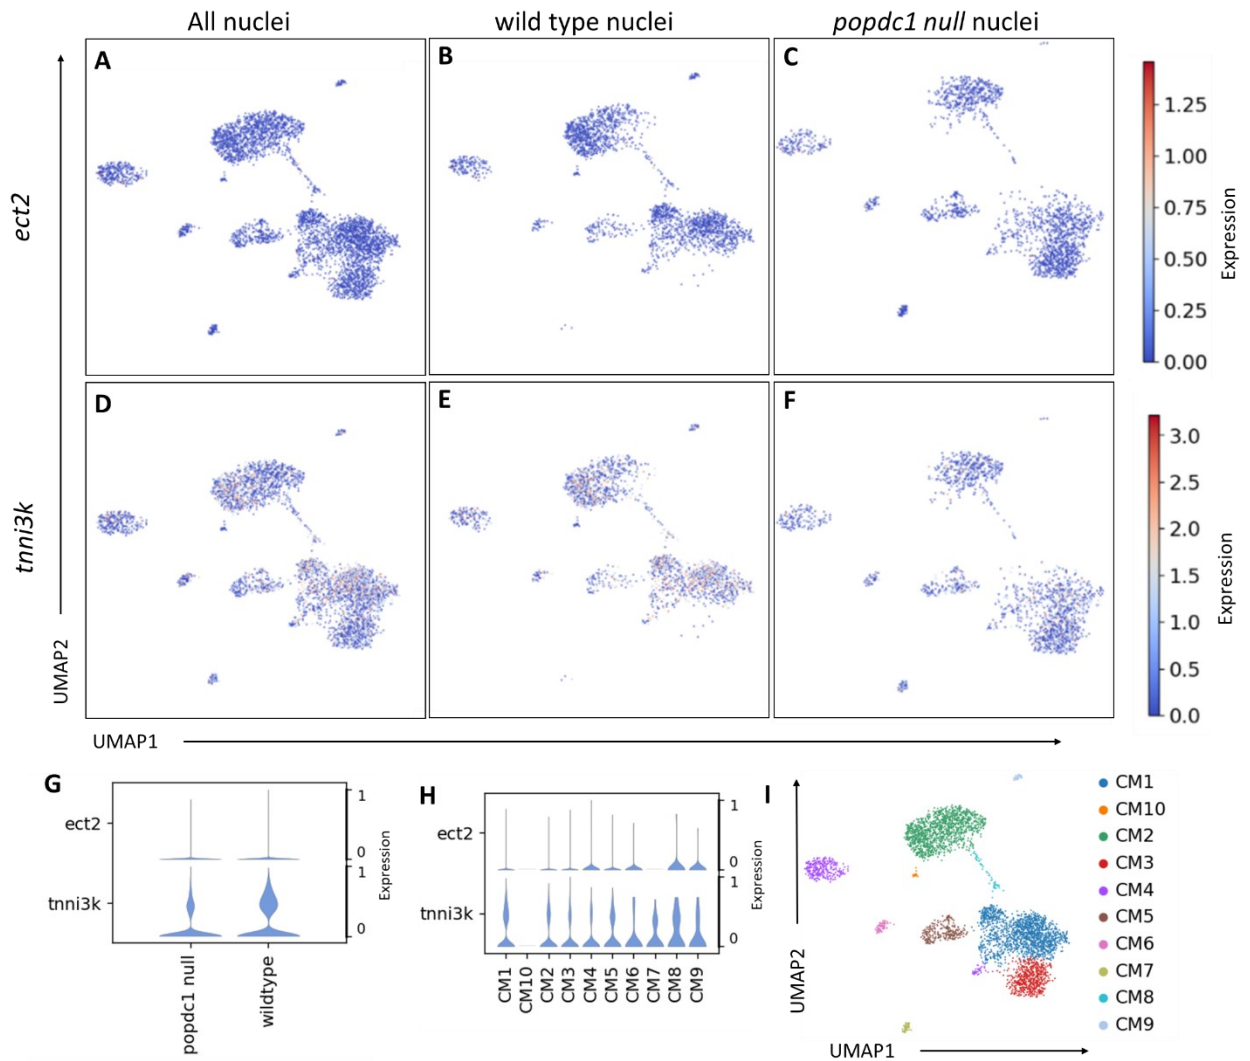 All nuclei
wild type nuclei
popdc1 null nuclei
A
B
C
ect2
1.25
1.00
0.75
0.50
0.25
0.00
Expression
D
E
F
tnni3k
3.0
2.5
2.0
1.5
1.0
0.5
0.0
Expression
UMAP2
UMAP1
G
ect2
tnni3k
1
0
1
0
Expression
popdc1 null
wildtype
H
ect2
tnni3k
1
0
1
0
Expression
CM1
CM10
CM2
CM3
CM4
CM5
CM6
CM7
CM8
CM9
I
UMAP2
UMAP1
CM1
CM10
CM2
CM3
CM4
CM5
CM6
CM7
CM8
CM9